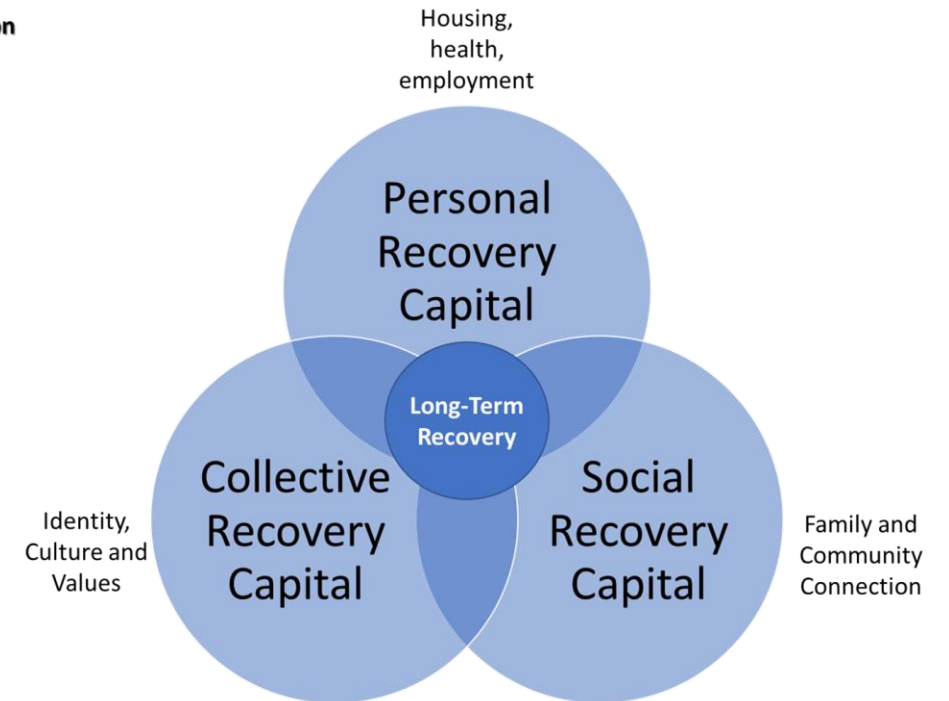 Housing,
health,
employment
Personal
Recovery
Capital
Long-Term
Recovery
Collective
Recovery
Capital
Social
Recovery
Capital
Identity,
Culture and
Values
Family and
Community
Connection